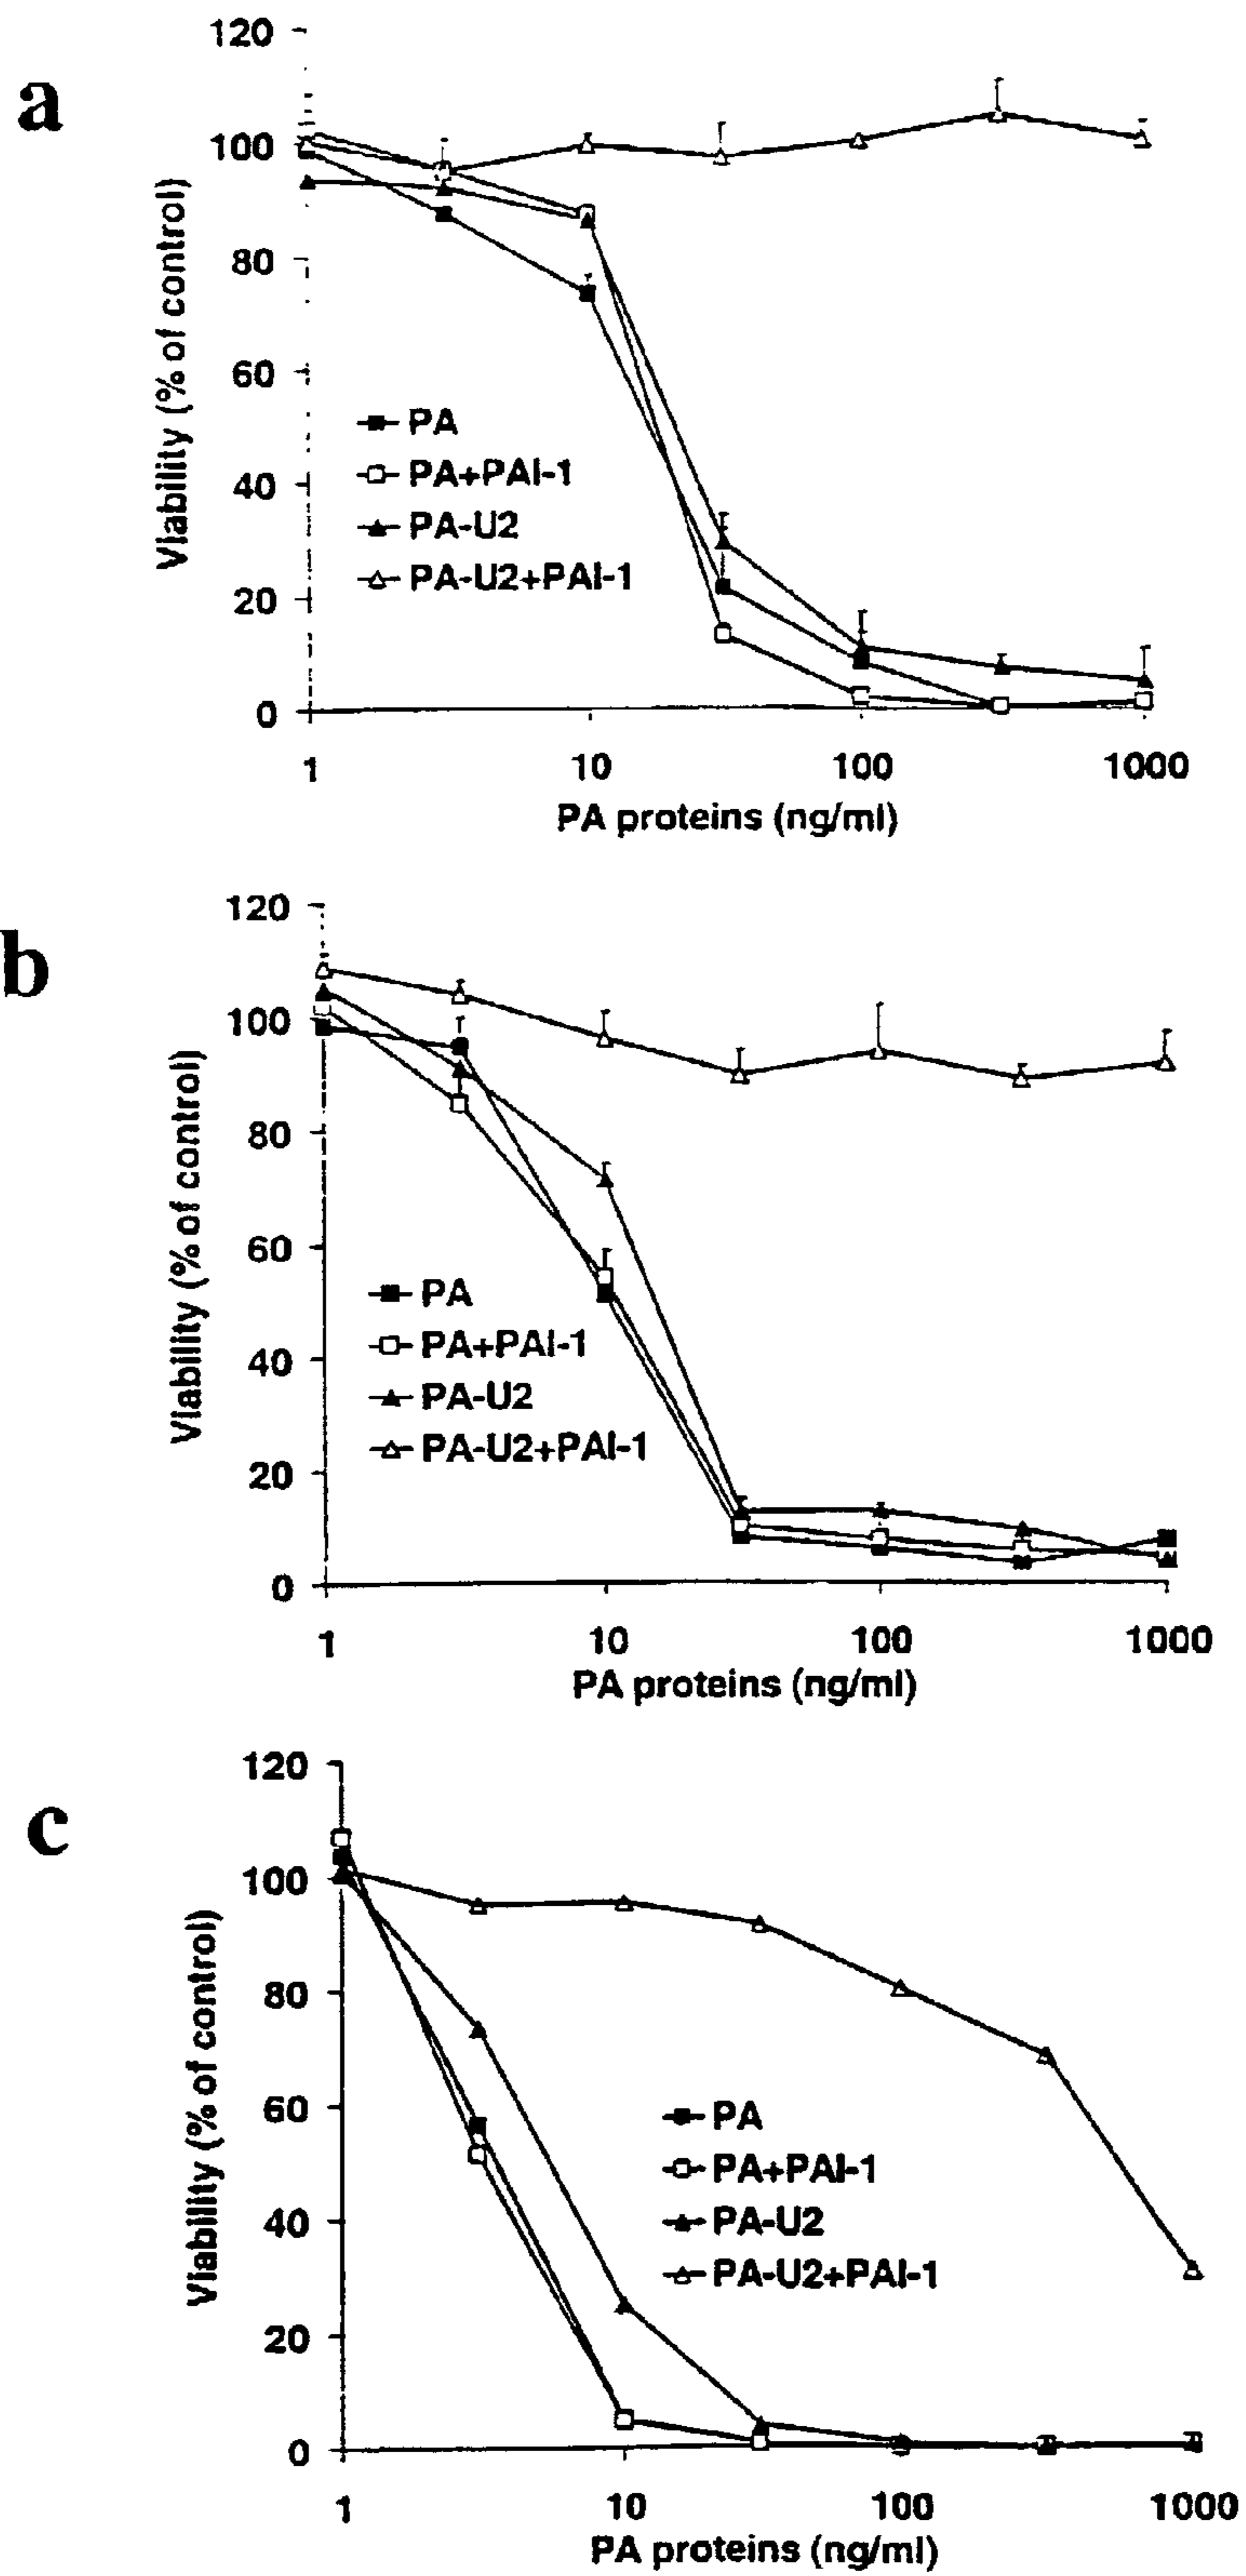 a
120
100
80
60
40
20
0
Viability (% of control)
PA
PA+PAI-1
PA-U2
PA-U2+PAI-1
1 10 100 1000
PA proteins (ng/ml)
b
120
100
80
60
40
20
0
Viability (% of control)
PA
PA+PAI-1
PA-U2
PA-U2+PAI-1
1 10 100 1000
PA proteins (ng/ml)
c
120
100
80
60
40
20
0
Viability (% of control)
PA
PA+PAI-1
PA-U2
PA-U2+PAI-1
1 10 100 1000
PA proteins (ng/ml)